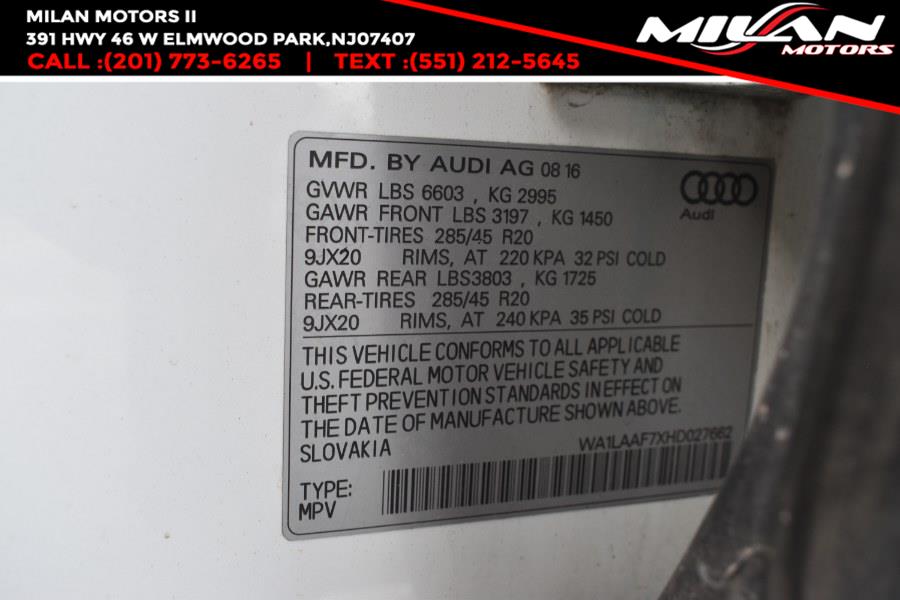 MILAN MOTORS II
391 HWY 46 W ELMWOOD PARK,NJ07407
CALL :(201) 773-6265 | TEXT :(551) 212-5645
MILAN
MOTORS
MFD. BY AUDI AG 08 16
GVWR LBS 6603 , KG 2995
GAWR FRONT LBS 3197 , KG 1450
FRONT-TIRES 285/45 R20
9JX20 RIMS, AT 220 KPA 32 PSI COLD
GAWR REAR LBS3803 , KG 1725
REAR-TIRES 285/45 R20
9JX20 RIMS, AT 240 KPA 35 PSI COLD
Audi
THIS VEHICLE CONFORMS TO ALL APPLICABLE
U.S. FEDERAL MOTOR VEHICLE SAFETY AND
THEFT PREVENTION STANDARDS IN EFFECT ON
THE DATE OF MANUFACTURE SHOWN ABOVE.
SLOVAKIA
WA1LAAF7XHD027662
TYPE:
MPV